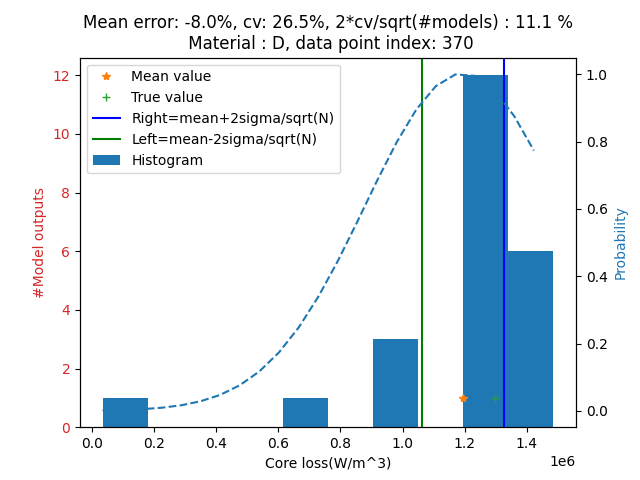 Mean error: -8.0%, cv: 26.5%, 2*cv/sqrt(#models) : 11.1 %
Material : D, data point index: 370
Mean value
True value
Right=mean+2sigma/sqrt(N)
Left=mean-2sigma/sqrt(N)
Histogram
#Model outputs
12
10
8
6
4
2
0
Probability
1.0
0.8
0.6
0.4
0.2
0.0
0.0 0.2 0.4 0.6 0.8 1.0 1.2 1.4
1e6
Core loss(W/m^3)